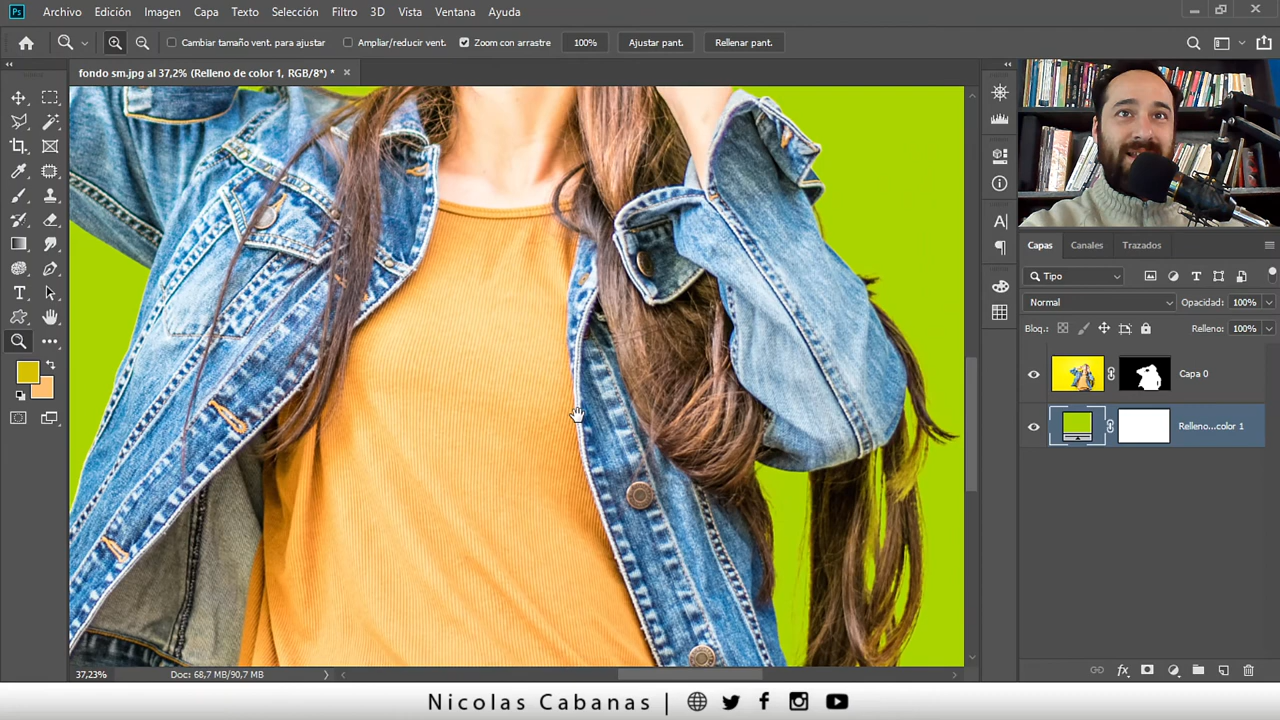 Ps Archivo Edición Imagen Capa Texto Selección Filtro 3D Vista Ventana Ayuda
Cambiar tamaño vent. para ajustar Ampliar/reducir vent. Zoom con arrastre 100% Ajustar pant. Rellenar pant.
fondo sm.jpg al 37,2% (Relleno de color 1, RGB/8*) *
Capas Canales Trazados
Tipo
Normal Opacidad: 100%
Bloq.: Relleno: 100%
Capa 0
Relleno...color 1
37,23% Doc: 68,7 MB/90,7 MB
Nicolas Cabanas |